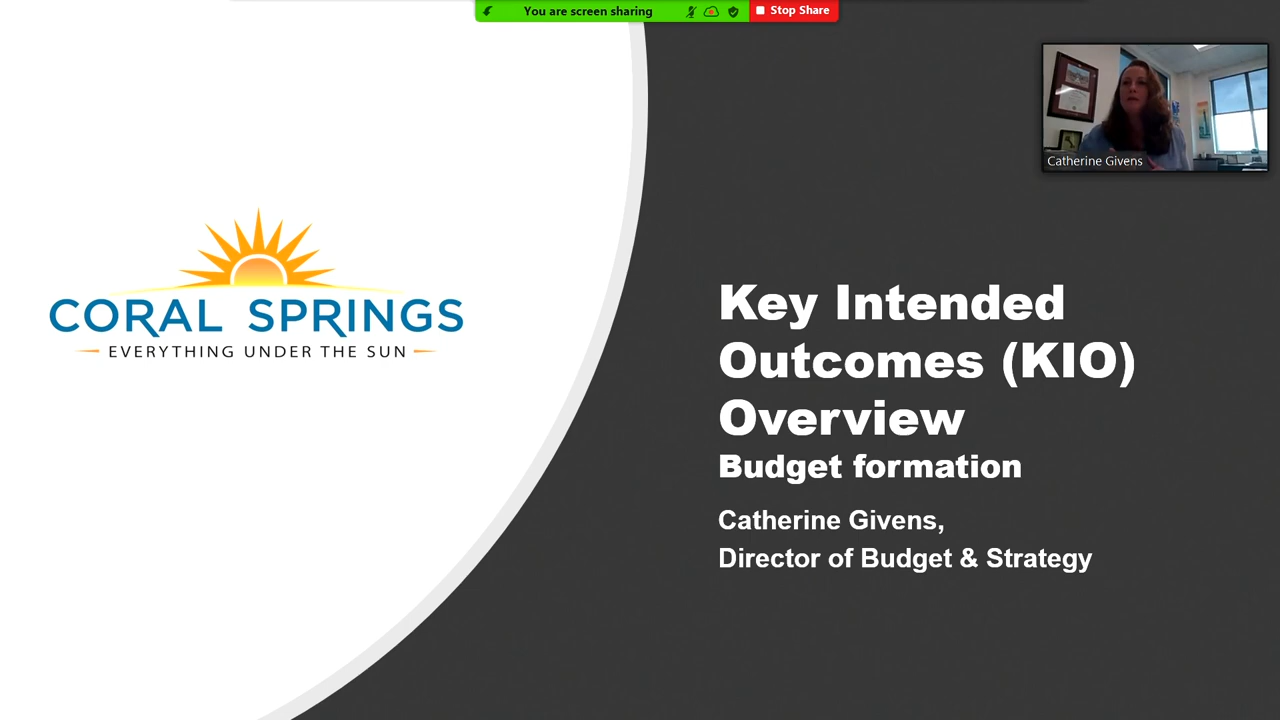 You are screen sharing
Stop Share
Catherine Givens
CORAL SPRINGS
EVERYTHING UNDER THE SUN
Key Intended
Outcomes (KIO)
Overview
Budget formation
Catherine Givens,
Director of Budget & Strategy